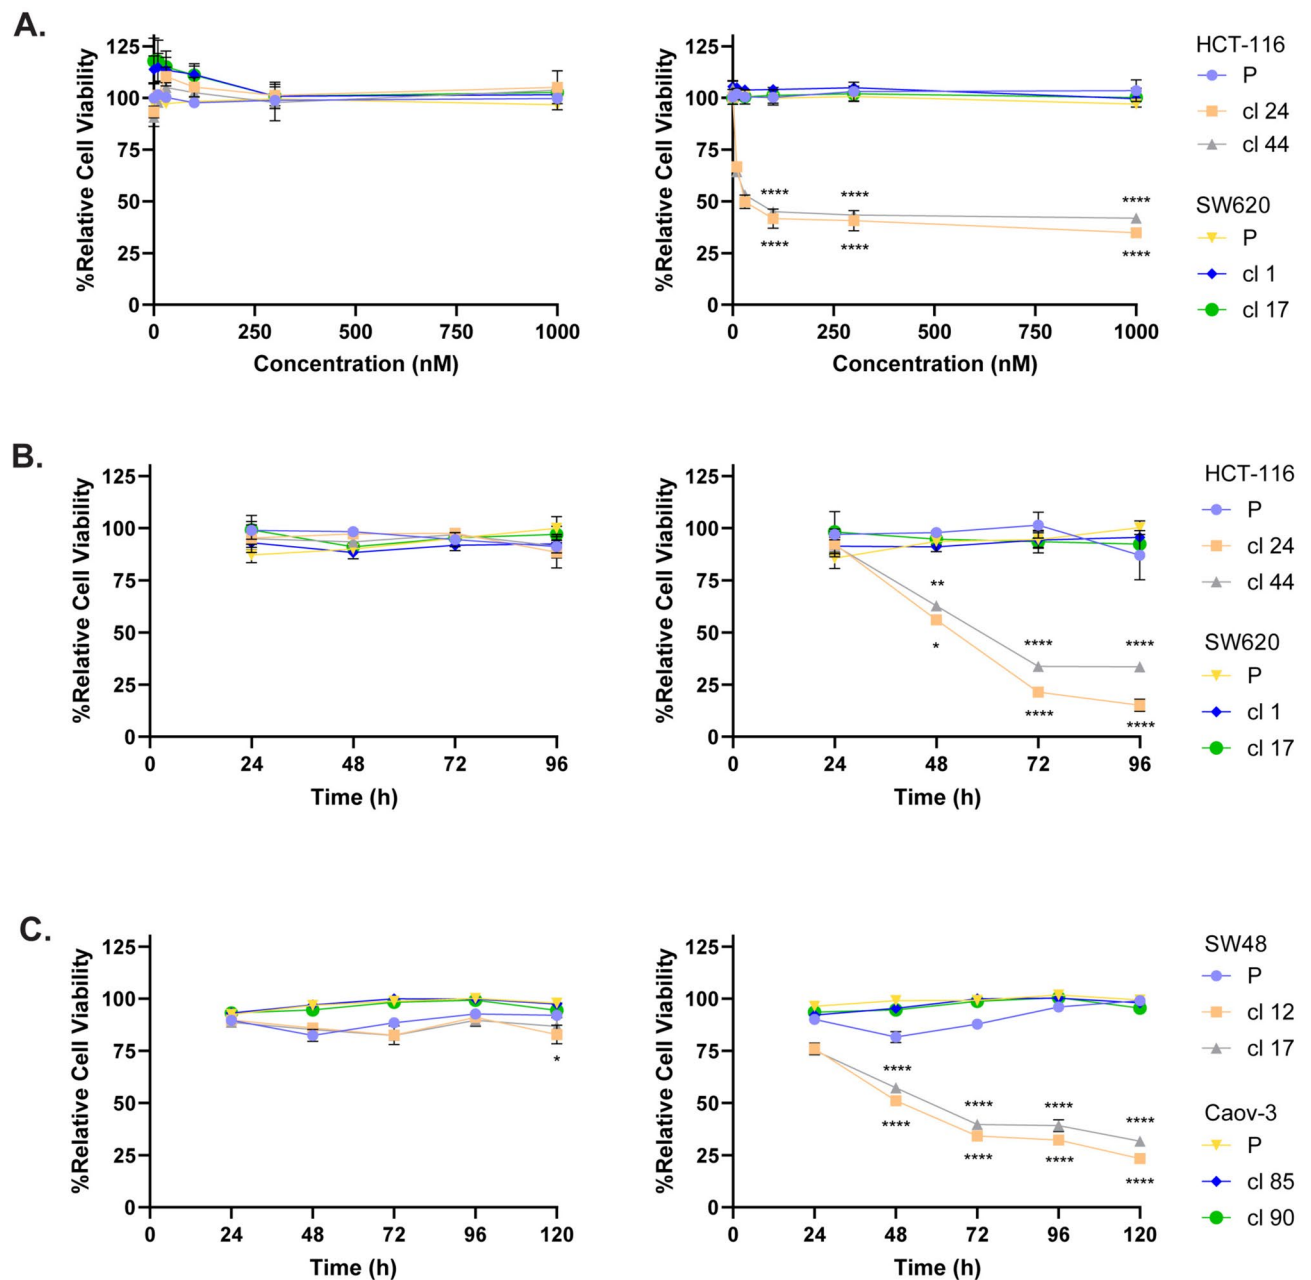 A.
%Relative Cell Viability
125
100
75
50
25
0
0 250 500 750 1000
Concentration (nM)
%Relative Cell Viability
125
100
75
50
25
0
**** **** ****
**** **** ****
0 250 500 750 1000
Concentration (nM)
HCT-116
P
cl 24
cl 44
SW620
P
cl 1
cl 17
B.
%Relative Cell Viability
125
100
75
50
25
0
0 24 48 72 96
Time (h)
%Relative Cell Viability
125
100
75
50
25
0
** **** ****
* **** ****
0 24 48 72 96
Time (h)
HCT-116
P
cl 24
cl 44
SW620
P
cl 1
cl 17
C.
%Relative Cell Viability
125
100
75
50
25
0
*
0 24 48 72 96 120
Time (h)
%Relative Cell Viability
125
100
75
50
25
0
**** **** **** ****
**** **** **** ****
0 24 48 72 96 120
Time (h)
SW48
P
cl 12
cl 17
Caov-3
P
cl 85
cl 90